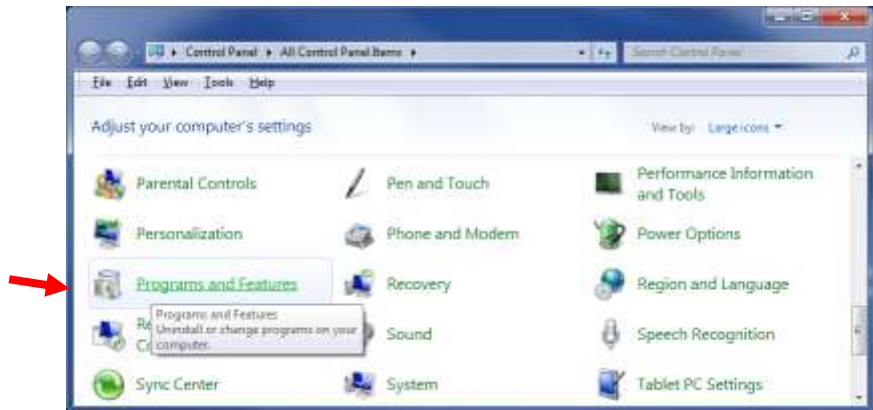 Control Panel All Control Panel Items
Search Control Panel
File Edit View Tools Help
Adjust your computer's settings
View by: Large icons
Parental Controls
Pen and Touch
Performance Information
and Tools
Personalization
Phone and Modem
Power Options
Programs and Features
Recovery
Region and Language
Programs and Features
Uninstall or change programs on your
computer.
Sound
Speech Recognition
Sync Center
System
Tablet PC Settings